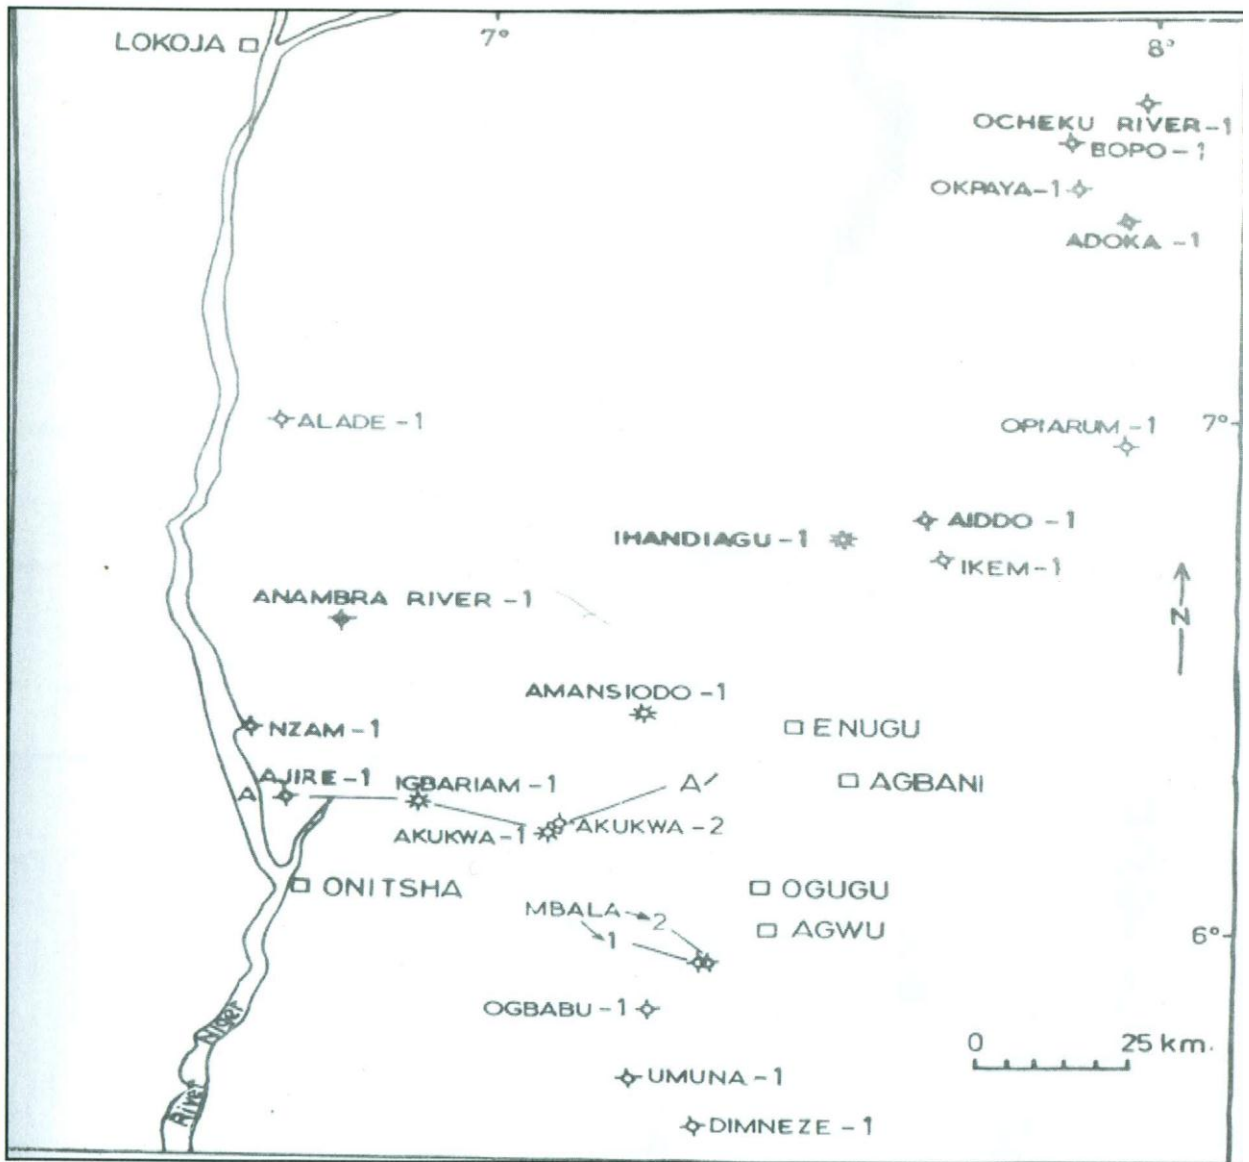 7° 8°
LOKOJA
OCHEKU RIVER-1
BOPO-1
OKPAYA-1
ADOKA-1
ALADE-1
OPIARUM-1 7°
AIDDO-1
IHANDIAGU-1
IKEM-1
ANAMBRA RIVER-1
N
AMANSIODO-1
NZAM-1
ENUGU
AJIRE-1
IGBARIAM-1
A′
AGBANI
A
AKUKWA-1
AKUKWA-2
ONITSHA
OGUGU
MBALA 2
1
AGWU
6°
OGBABU-1
River Niger
0 25 km.
UMUNA-1
DIMNEZE-1